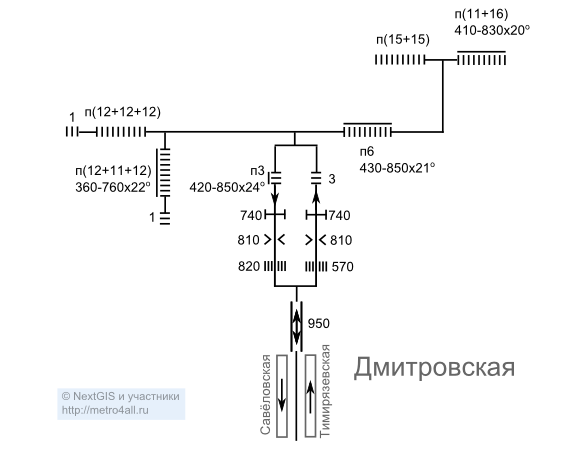 п(11+16)
410-830x20°
п(15+15)
п(12+12+12)
1
п(12+11+12)
360-760x22°
1
п6
430-850x21°
п3
420-850x24°
3
740
740
810
810
820
570
950
Савёловская
Тимирязевская
Дмитровская
© NextGIS и участники
http://metro4all.ru